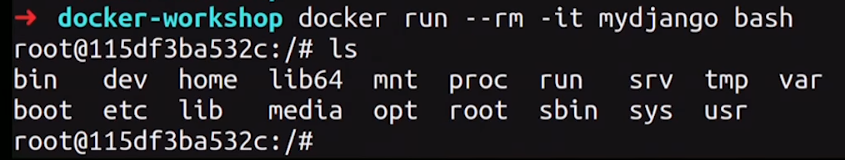 ➜ docker-workshop docker run --rm -it mydjango bash
root@115df3ba532c:/# ls
bin dev home lib64 mnt proc run srv tmp var
boot etc lib media opt root sbin sys usr
root@115df3ba532c:/#